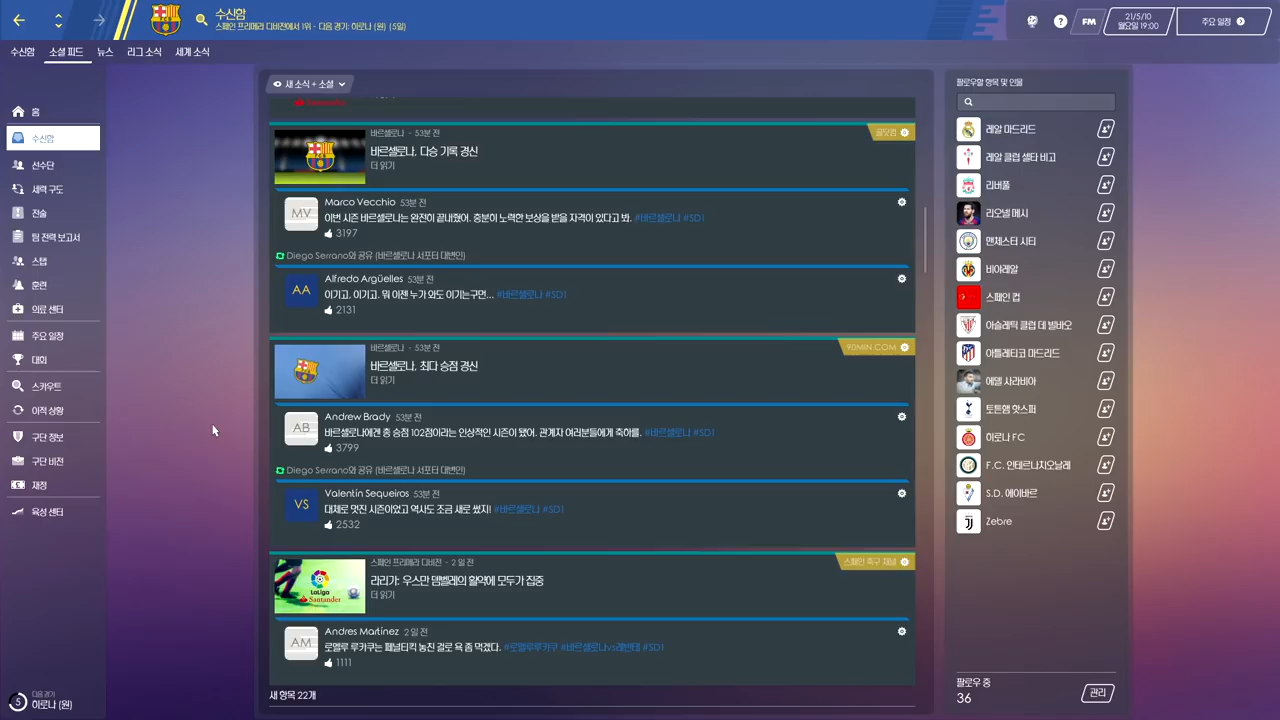 수신함
스페인 프리메라 디비전에서 1위 - 다음 경기: 히로나 (원) (5일)
FM
21/5/10
월요일 19:00
주요 일정
수신함 소셜 피드 뉴스 리그 소식 세계 소식
홈
수신함
선수단
세력 구도
전술
팀 전력 보고서
스탭
훈련
의료 센터
주요 일정
대회
스카우트
이적 상황
구단 정보
구단 비전
재정
육성 센터
5
다음 경기
히로나 (원)
새 소식 + 소셜
바르셀로나 - 53분 전
골닷컴
바르셀로나, 다승 기록 경신
더 읽기
MV
Marco Vecchio 53분 전
이번 시즌 바르셀로나는 완전히 끝내줬어. 충분히 노력한 보상을 받을 자격이 있다고 봐. #바르셀로나 #SD1
3197
Diego Serrano와 공유 (바르셀로나 서포터 대변인)
AA
Alfredo Argüelles 53분 전
이기고, 이기고, 뭐 이젠 누가 와도 이기는구먼... #바르셀로나 #SD1
2131
바르셀로나 - 53분 전
90MIN.COM
바르셀로나, 최다 승점 경신
더 읽기
AB
Andrew Brady 53분 전
바르셀로나에겐 총 승점 102점이라는 인상적인 시즌이 됐어. 관계자 여러분들에게 축하를. #바르셀로나 #SD1
3799
Diego Serrano와 공유 (바르셀로나 서포터 대변인)
VS
Valentín Sequeiros 53분 전
대체로 멋진 시즌이었고 역사도 조금 새로 썼지! #바르셀로나 #SD1
2532
스페인 프리메라 디비전 - 2일 전
스페인 축구 채널
라리가: 우스만 뎀벨레의 활약에 모두가 집중
더 읽기
LaLiga
Santander
AM
Andres Martínez 2일 전
로멜루 루카쿠는 페널티킥 놓친 걸로 욕 좀 먹겠다. #로멜루루카쿠 #바르셀로나vs레반테 #SD1
1111
새 항목 22개
팔로우할 항목 및 인물
레알 마드리드
레알 클럽 셀타 비고
리버풀
리오넬 메시
맨체스터 시티
비야레알
스페인 컵
아슬레틱 클럽 데 빌바오
아틀레티코 마드리드
에델 사라비아
토트넘 핫스퍼
히로나 FC
F.C. 인테르나치오날레
S.D. 에이바르
Zebre
팔로우 중
36
관리